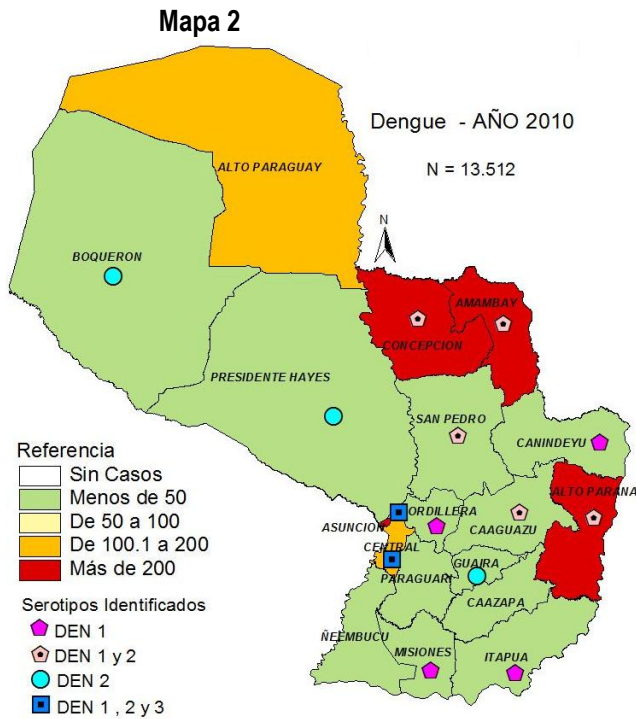 Mapa 2
Dengue - AÑO 2010
N = 13.512
N
ALTO PARAGUAY
BOQUERON
AMAMBAY
CONCEPCION
PRESIDENTE HAYES
SAN PEDRO
CANINDEYU
ALTO PARANA
ORDILLERA
ASUNCION
CAAGUAZU
CENTRAL
GUAIRA
PARAGUARI
CAAZAPA
ÑEEMBUCU
MISIONES
ITAPUA
Referencia
Sin Casos
Menos de 50
De 50 a 100
De 100.1 a 200
Más de 200
Serotipos Identificados
DEN 1
DEN 1 y 2
DEN 2
DEN 1 , 2 y 3